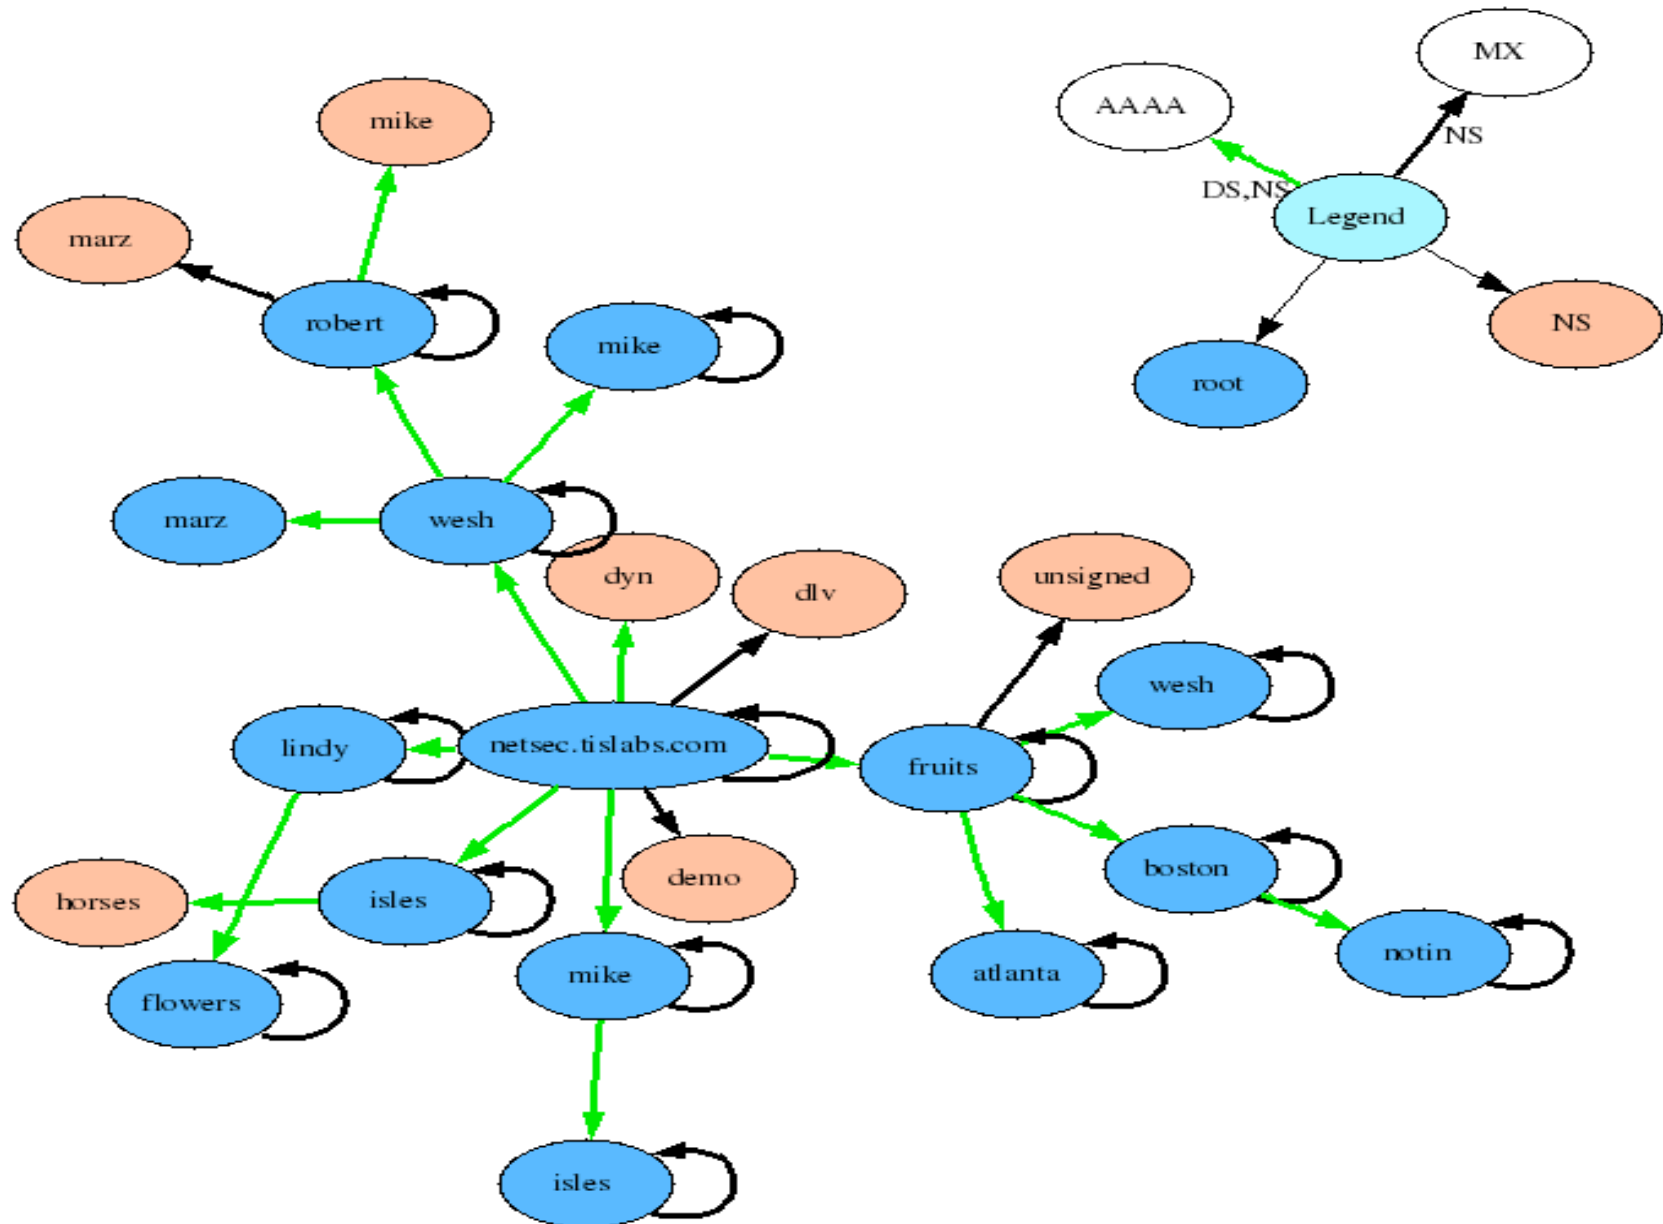 MX
AAAA
mike
NS
DS,NS
Legend
marz
robert
NS
mike
root
marz
wesh
dyn
dlv
unsigned
wesh
lindy
netsec.tislabs.com
fruits
boston
demo
horses
isles
mike
atlanta
notin
flowers
isles